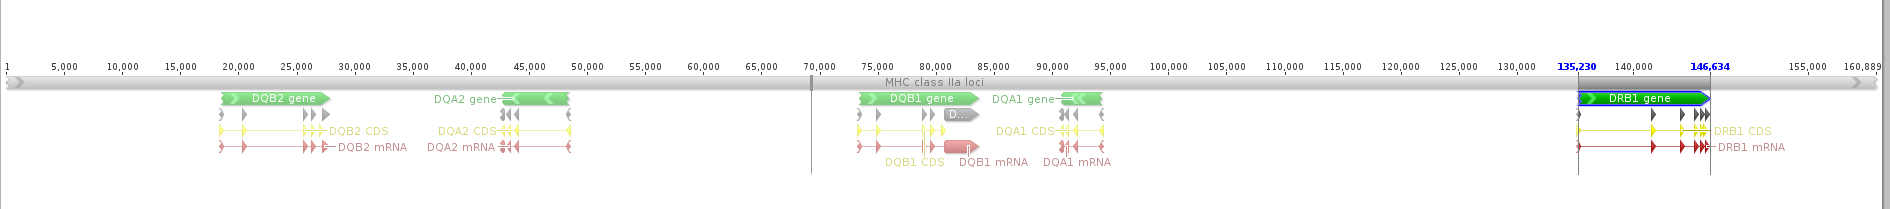 1 5,000 10,000 15,000 20,000 25,000 30,000 35,000 40,000 45,000 50,000 55,000 60,000 65,000 70,000 75,000 80,000 85,000 90,000 95,000 100,000 105,000 110,000 115,000 120,000 125,000 130,000 135,230 140,000 146,634 155,000 160,889
MHC class IIa loci
DQB2 gene DQA2 gene DQB1 gene DQA1 gene DRB1 gene
D...
DQB2 CDS DQA2 CDS DQA1 CDS DRB1 CDS
DQB2 mRNA DQA2 mRNA DRB1 mRNA
DQB1 CDS DQB1 mRNA DQA1 mRNA